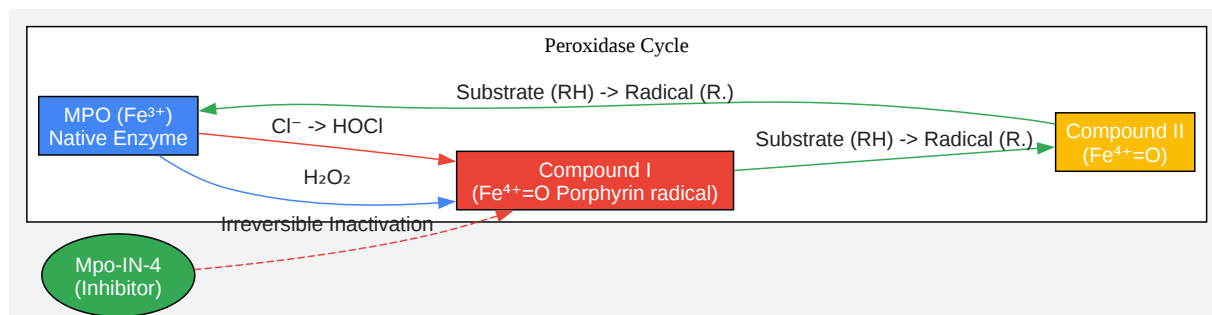 Peroxidase Cycle
Substrate (RH) -> Radical (R.)
MPO (Fe³⁺)
Native Enzyme
Cl⁻ -> HOCl
Compound II
(Fe⁴⁺=O)
Substrate (RH) -> Radical (R.)
H₂O₂
Compound I
(Fe⁴⁺=O Porphyrin radical)
Irreversible Inactivation
Mpo-IN-4
(Inhibitor)